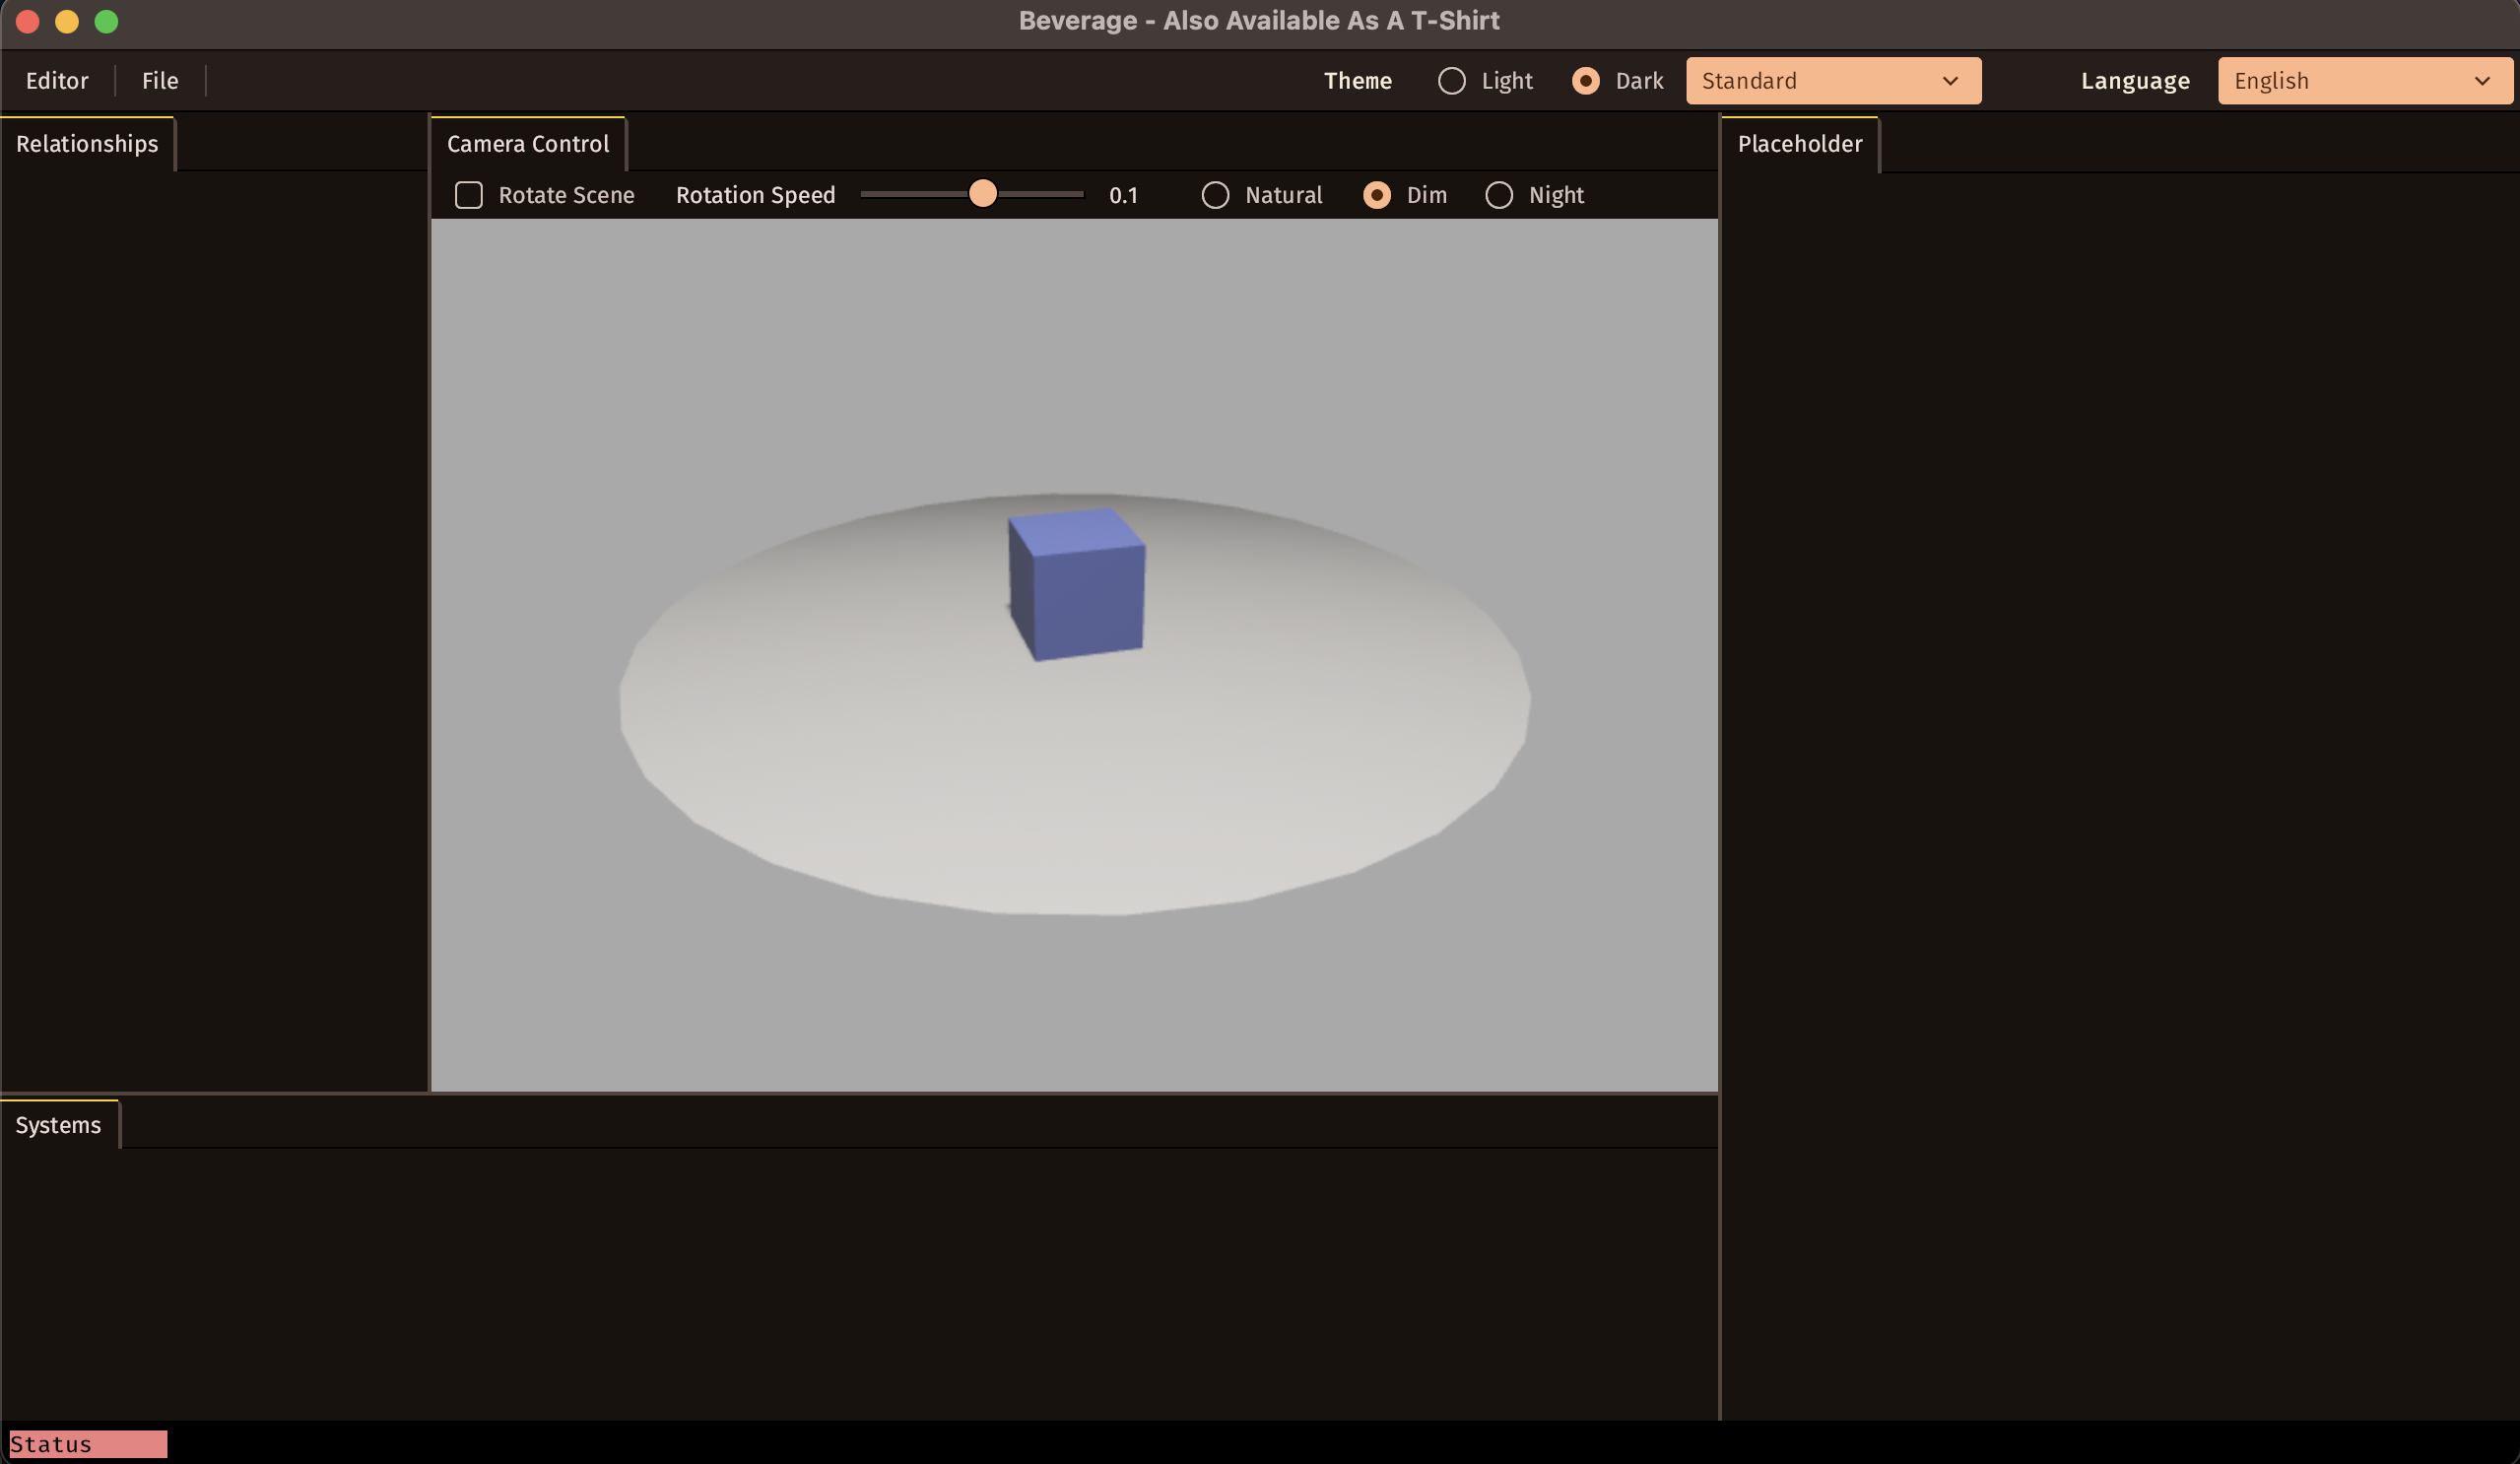 Beverage - Also Available As A T-Shirt
Editor File Theme Light Dark Standard Language English
Relationships Camera Control Placeholder
Rotate Scene Rotation Speed 0.1 Natural Dim Night
Systems
Status